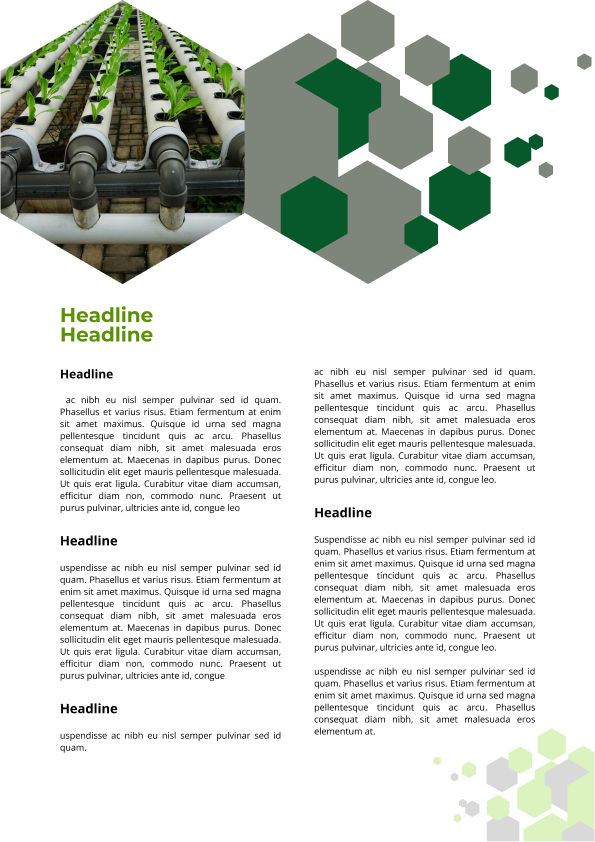 Headline
Headline
Headline
ac nibh eu nisl semper pulvinar sed id quam.
Phasellus et varius risus. Etiam fermentum at enim
sit amet maximus. Quisque id urna sed magna
pellentesque tincidunt quis ac arcu. Phasellus
consequat diam nibh, sit amet malesuada eros
elementum at. Maecenas in dapibus purus. Donec
sollicitudin elit eget mauris pellentesque malesuada.
Ut quis erat ligula. Curabitur vitae diam accumsan,
efficitur diam non, commodo nunc. Praesent ut
purus pulvinar, ultricies ante id, congue leo
Headline
uspendisse ac nibh eu nisl semper pulvinar sed id
quam. Phasellus et varius risus. Etiam fermentum at
enim sit amet maximus. Quisque id urna sed magna
pellentesque tincidunt quis ac arcu. Phasellus
consequat diam nibh, sit amet malesuada eros
elementum at. Maecenas in dapibus purus. Donec
sollicitudin elit eget mauris pellentesque malesuada.
Ut quis erat ligula. Curabitur vitae diam accumsan,
efficitur diam non, commodo nunc. Praesent ut
purus pulvinar, ultricies ante id, congue
Headline
uspendisse ac nibh eu nisl semper pulvinar sed id
quam.
ac nibh eu nisl semper pulvinar sed id quam.
Phasellus et varius risus. Etiam fermentum at enim
sit amet maximus. Quisque id urna sed magna
pellentesque tincidunt quis ac arcu. Phasellus
consequat diam nibh, sit amet malesuada eros
elementum at. Maecenas in dapibus purus. Donec
sollicitudin elit eget mauris pellentesque malesuada.
Ut quis erat ligula. Curabitur vitae diam accumsan,
efficitur diam non, commodo nunc. Praesent ut
purus pulvinar, ultricies ante id, congue leo.
Headline
Suspendisse ac nibh eu nisl semper pulvinar sed id
quam. Phasellus et varius risus. Etiam fermentum at
enim sit amet maximus. Quisque id urna sed magna
pellentesque tincidunt quis ac arcu. Phasellus
consequat diam nibh, sit amet malesuada eros
elementum at. Maecenas in dapibus purus. Donec
sollicitudin elit eget mauris pellentesque malesuada.
Ut quis erat ligula. Curabitur vitae diam accumsan,
efficitur diam non, commodo nunc. Praesent ut
purus pulvinar, ultricies ante id, congue leo.
uspendisse ac nibh eu nisl semper pulvinar sed id
quam. Phasellus et varius risus. Etiam fermentum at
enim sit amet maximus. Quisque id urna sed magna
pellentesque tincidunt quis ac arcu. Phasellus
consequat diam nibh, sit amet malesuada eros
elementum at.